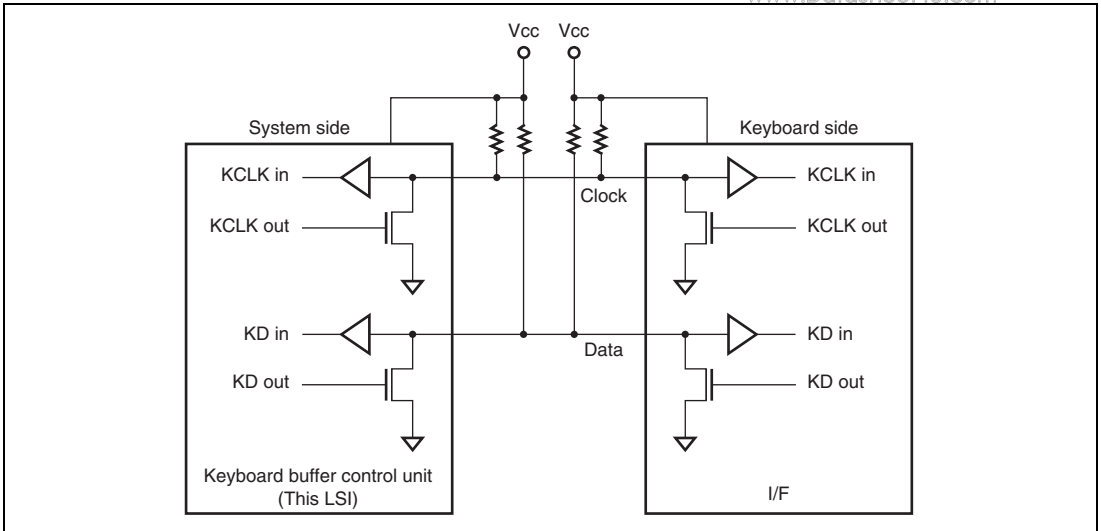 Vcc Vcc
System side
Keyboard side
KCLK in
KCLK in
Clock
KCLK out
KCLK out
KD in
KD in
Data
KD out
KD out
Keyboard buffer control unit
(This LSI)
I/F